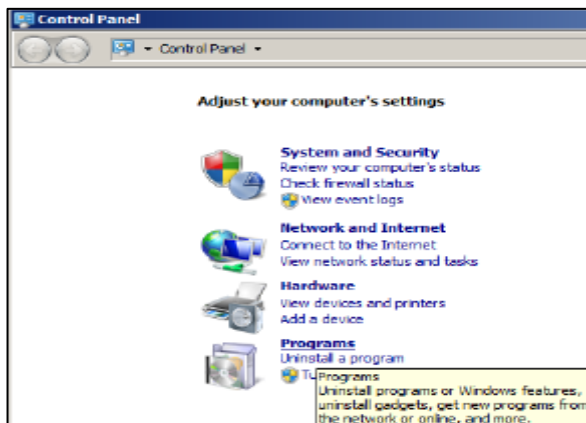 Control Panel
Control Panel
Adjust your computer's settings
System and Security
Review your computer's status
Check firewall status
View event logs
Network and Internet
Connect to the Internet
View network status and tasks
Hardware
View devices and printers
Add a device
Programs
Uninstall a program
Programs
Uninstall programs or Windows features,
uninstall gadgets, get new programs from
the network or online, and more.